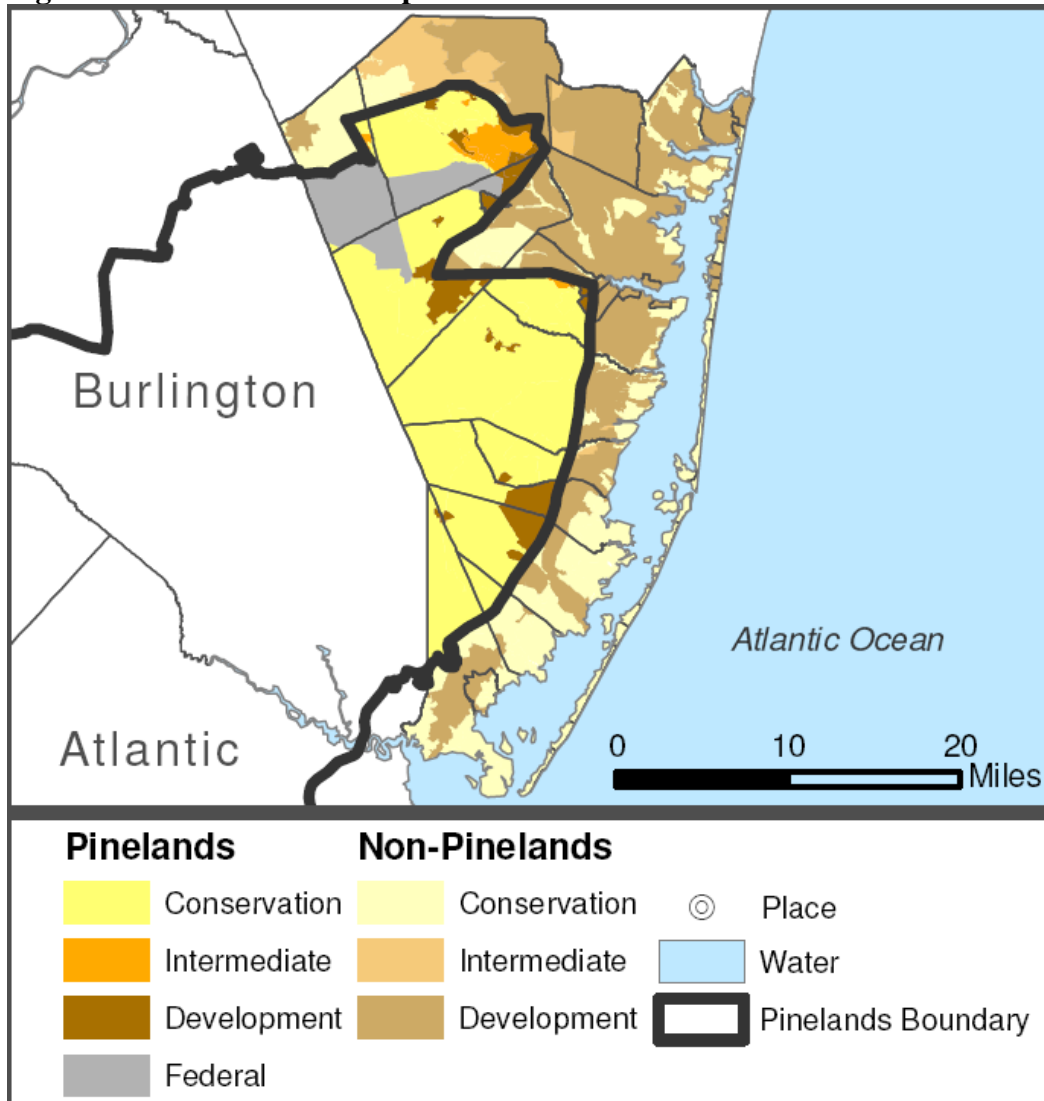 Burlington
Atlantic Ocean
Atlantic
0 10 20
Miles
Pinelands Non-Pinelands
Conservation Conservation Place
Intermediate Intermediate Water
Development Development Pinelands Boundary
Federal